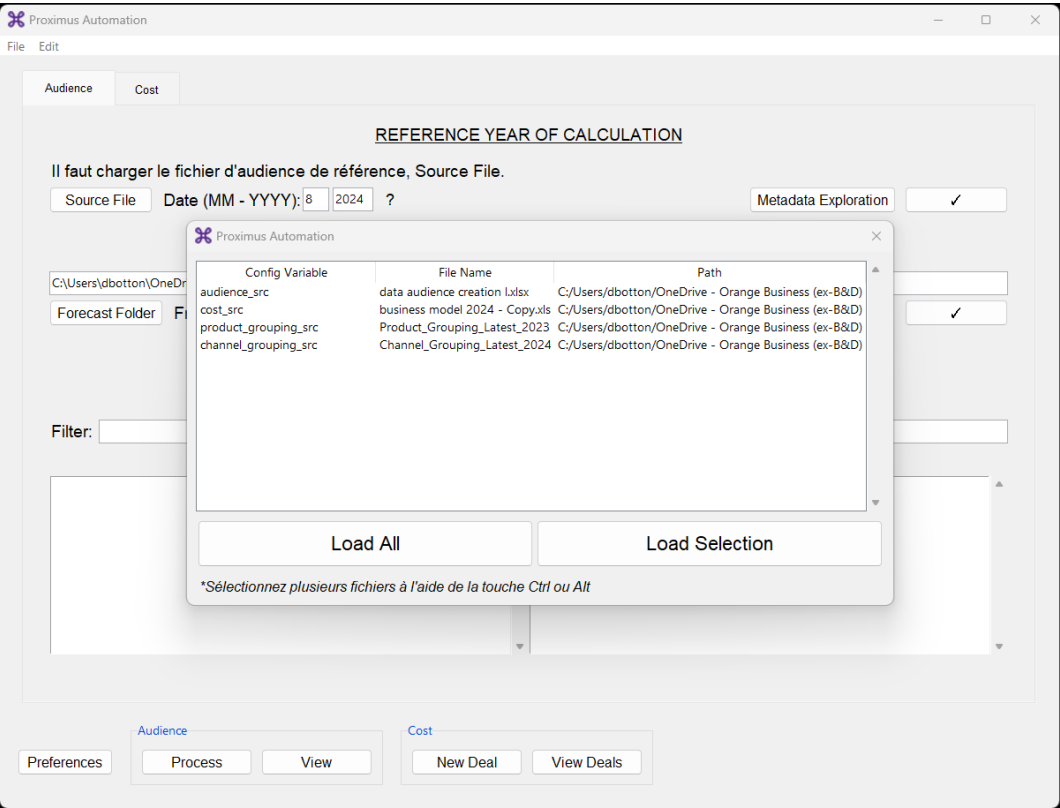 Proximus Automation
File Edit
Audience Cost
REFERENCE YEAR OF CALCULATION
Il faut charger le fichier d'audience de référence, Source File.
Source File Date (MM - YYYY): 8 2024 ? Metadata Exploration ✓
Proximus Automation
Config Variable File Name Path
audience_src data audience creation I.xlsx C:/Users/dbotton/OneDrive - Orange Business (ex-B&D)
cost_src business model 2024 - Copy.xls C:/Users/dbotton/OneDrive - Orange Business (ex-B&D)
product_grouping_src Product_Grouping_Latest_2023 C:/Users/dbotton/OneDrive - Orange Business (ex-B&D)
channel_grouping_src Channel_Grouping_Latest_2024 C:/Users/dbotton/OneDrive - Orange Business (ex-B&D)
C:\Users\dbotton\OneDr
Forecast Folder ✓
Filter:
Load All Load Selection
*Sélectionnez plusieurs fichiers à l'aide de la touche Ctrl ou Alt
Audience Cost
Preferences Process View New Deal View Deals